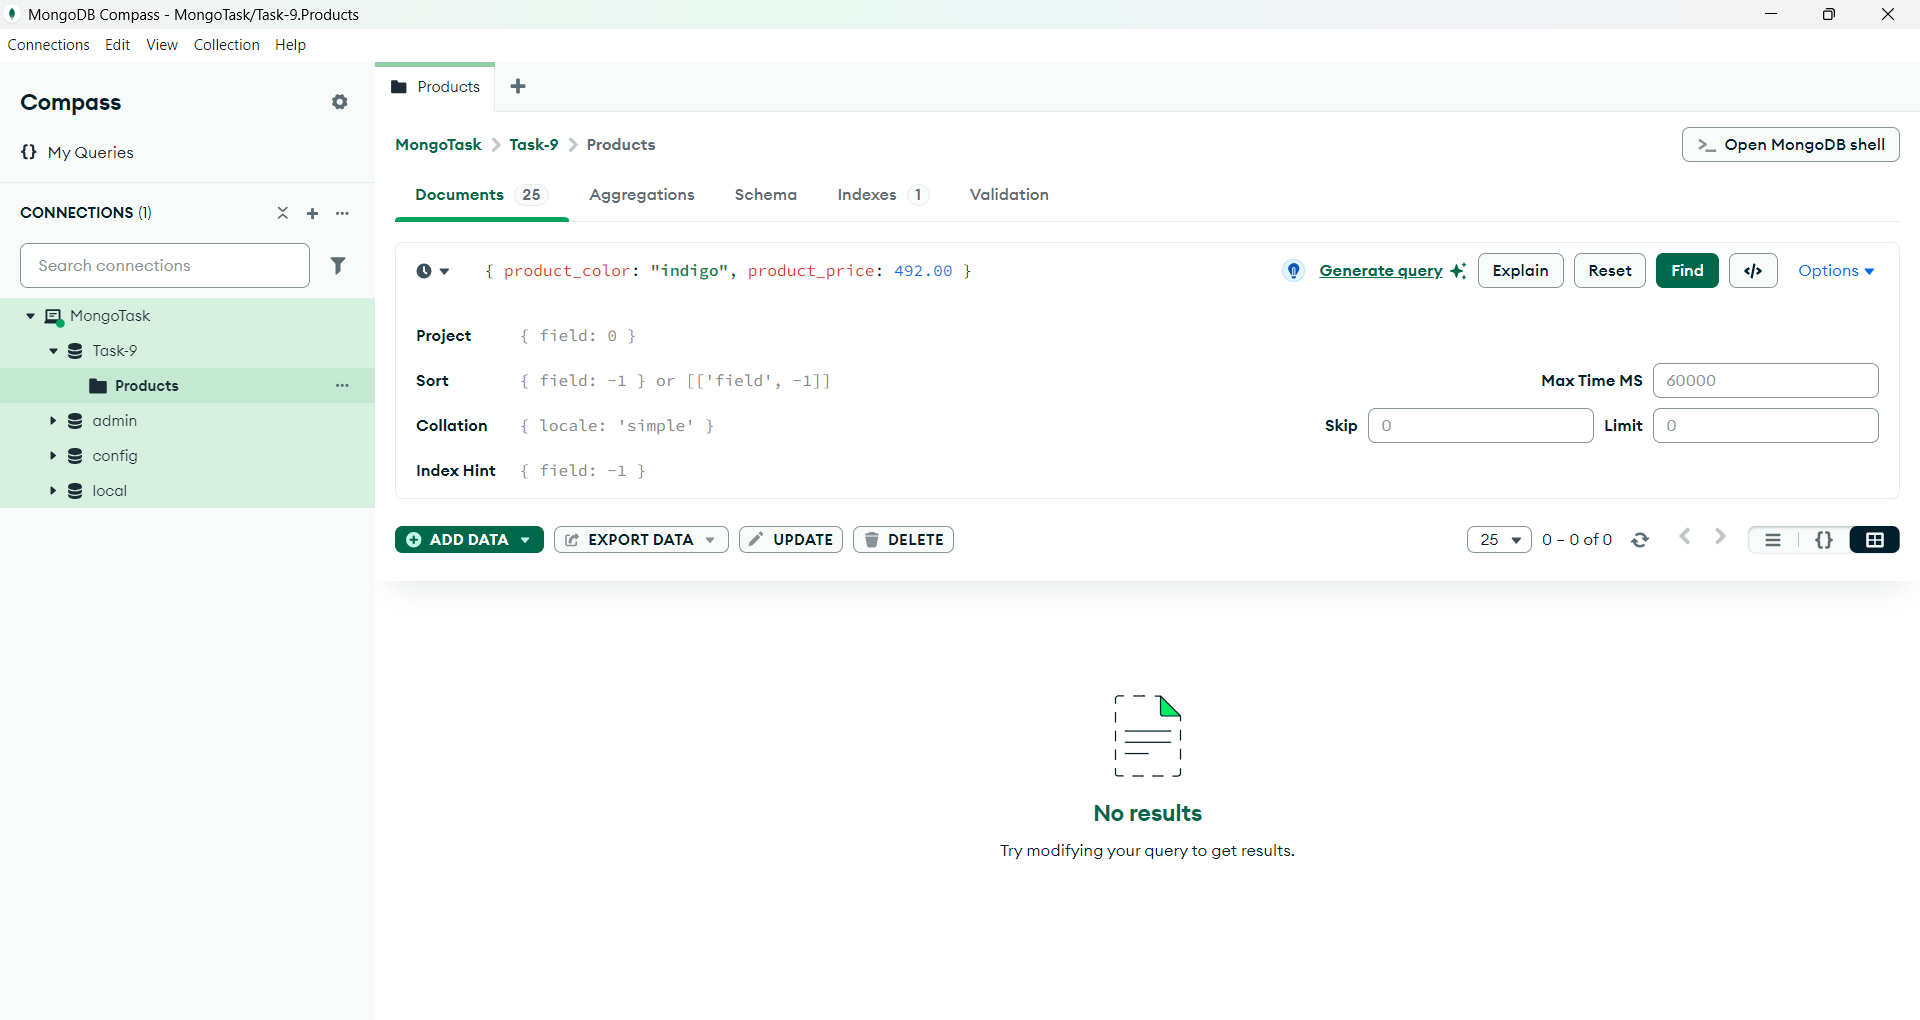 MongoDB Compass - MongoTask/Task-9.Products
Connections Edit View Collection Help
Compass
{} My Queries
CONNECTIONS (1)
Search connections
MongoTask
Task-9
Products
admin
config
local
Products
MongoTask > Task-9 > Products
>_ Open MongoDB shell
Documents 25 Aggregations Schema Indexes 1 Validation
{ product_color: "indigo", product_price: 492.00 }
Generate query Explain Reset Find </> Options
Project { field: 0 }
Sort { field: -1 } or [['field', -1]]
Max Time MS 60000
Collation { locale: 'simple' }
Skip 0 Limit 0
Index Hint { field: -1 }
ADD DATA EXPORT DATA UPDATE DELETE
25 0 – 0 of 0 {}
No results
Try modifying your query to get results.